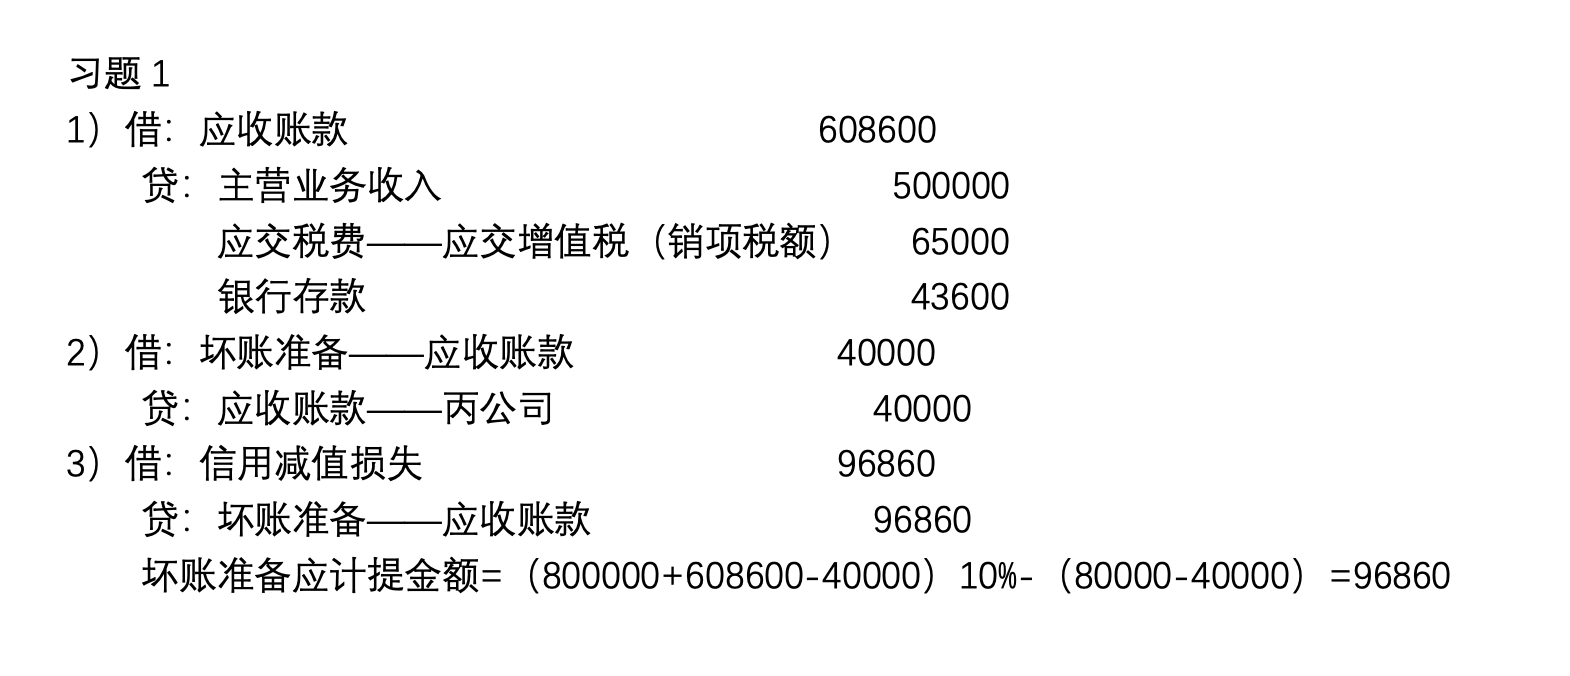 习题 1
1）借：应收账款 608600
贷：主营业务收入 500000
应交税费——应交增值税（销项税额） 65000
银行存款 43600
2）借：坏账准备——应收账款 40000
贷：应收账款——丙公司 40000
3）借：信用减值损失 96860
贷：坏账准备——应收账款 96860
坏账准备应计提金额=（800000+608600-40000）10%-（80000-40000）=96860